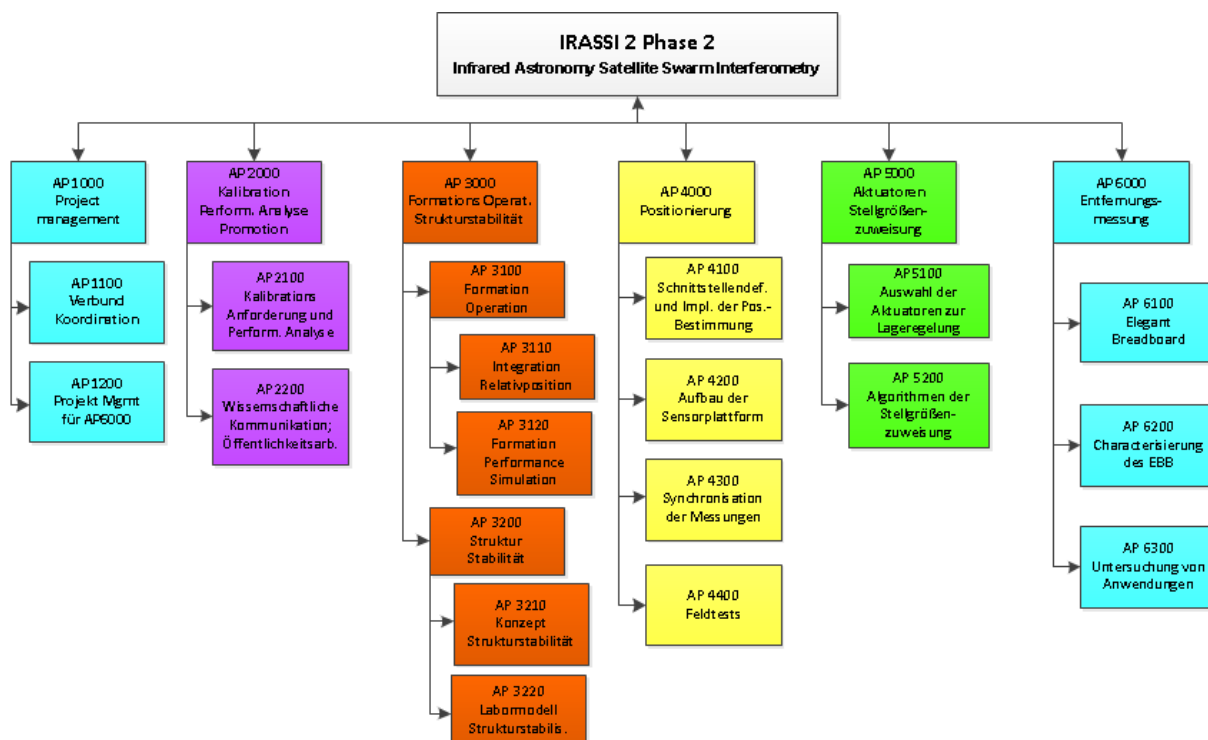 IRASSI 2 Phase 2
Infrared Astronomy Satellite Swarm Interferometry
AP1000
Project
management
AP1100
Verbund
Koordination
AP1200
Projekt Mgmt
für AP6000
AP2000
Kalibration
Perform. Analyse
Promotion
AP2100
Kalibrations
Anforderung und
Perform. Analyse
AP2200
Wissenschaftliche
Kommunikation;
Öffentlichkeitsarb.
AP 3000
Formations Operat.
Strukturstabilität
AP 3100
Formation
Operation
AP 3110
Integration
Relativposition
AP 3120
Formation
Performance
Simulation
AP 3200
Struktur
Stabilität
AP 3210
Konzept
Strukturstabilität
AP 3220
Labormodell
Strukturstabilis.
AP 4000
Positionierung
AP 4100
Schnittstellendef.
und Impl. der Pos.-
Bestimmung
AP 4200
Aufbau der
Sensorplattform
AP 4300
Synchronisation
der Messungen
AP 4400
Feldtests
AP 5000
Aktuatoren
Stellgrößen-
zuweisung
AP5100
Auswahl der
Aktuatoren zur
Lageregelung
AP 5200
Algorithmen der
Stellgrößen-
zuweisung
AP 6000
Entfernungs-
messung
AP 6100
Elegant
Breadboard
AP 6200
Characterisierung
des EBB
AP 6300
Untersuchung von
Anwendungen